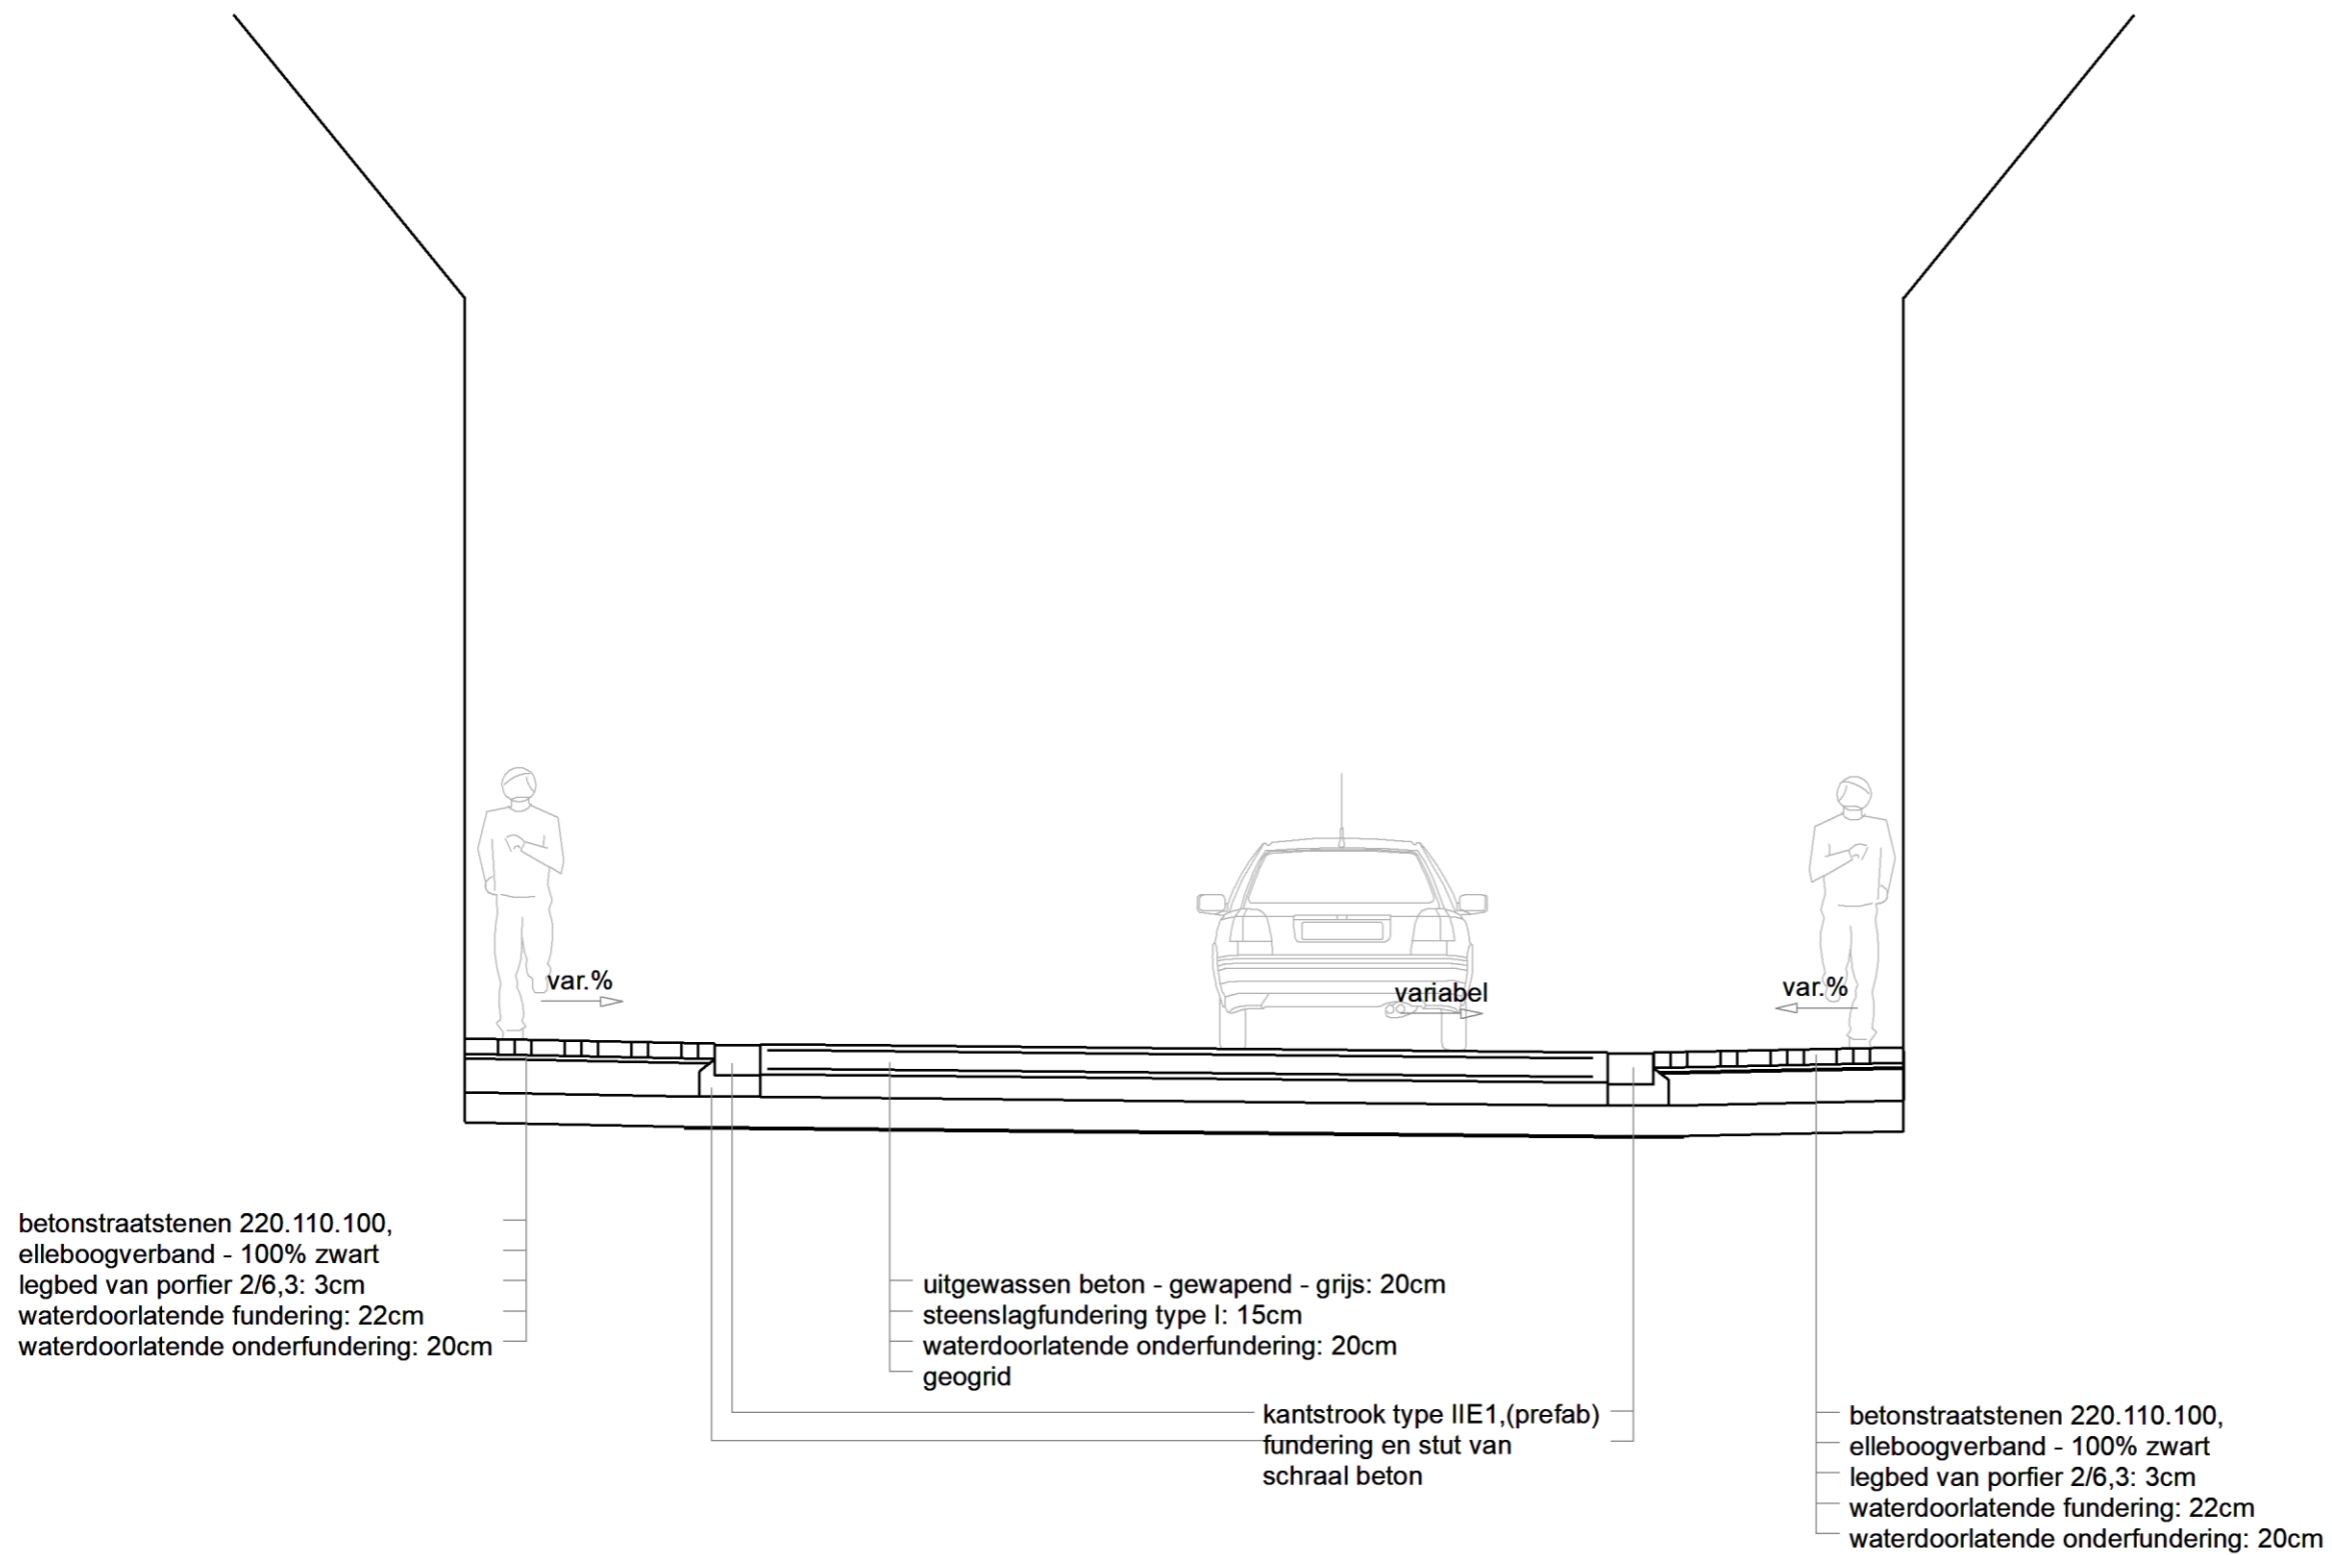 var.%
variabel
var.%
betonstraatstenen 220.110.100,
elleboogverband - 100% zwart
legbed van porfier 2/6,3: 3cm
waterdoorlatende fundering: 22cm
waterdoorlatende onderfundering: 20cm
uitgewassen beton - gewapend - grijs: 20cm
steenslagfundering type I: 15cm
waterdoorlatende onderfundering: 20cm
geogrid
kantstrook type IIE1,(prefab)
fundering en stut van
schraal beton
betonstraatstenen 220.110.100,
elleboogverband - 100% zwart
legbed van porfier 2/6,3: 3cm
waterdoorlatende fundering: 22cm
waterdoorlatende onderfundering: 20cm